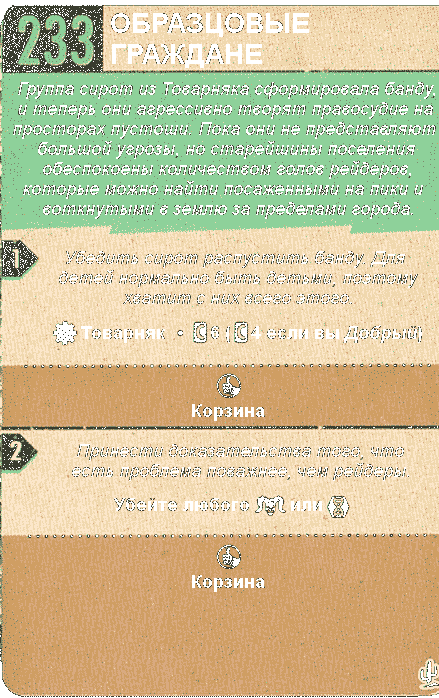 233
ОБРАЗЦОВЫЕ
ГРАЖДАНЕ
Группа сирот из Товарняка сформировала банду,
и теперь они агрессивно творят правосудие на
просторах пустоши. Пока они не представляют
большой угрозы, но старейшины поселения
обеспокоены количеством голов рейдеров,
которые можно найти посаженными на пики и
воткнутыми в землю за пределами города.
1
Убедить сирот распустить банду. Для
детей нормально быть детьми, поэтому
хватит с них всего этого.
Товарняк • C 6 ( C 4 если вы Добрый)
Корзина
2
Принести доказательства того, что
есть проблема поважнее, чем рейдеры.
Убейте любого или
Корзина